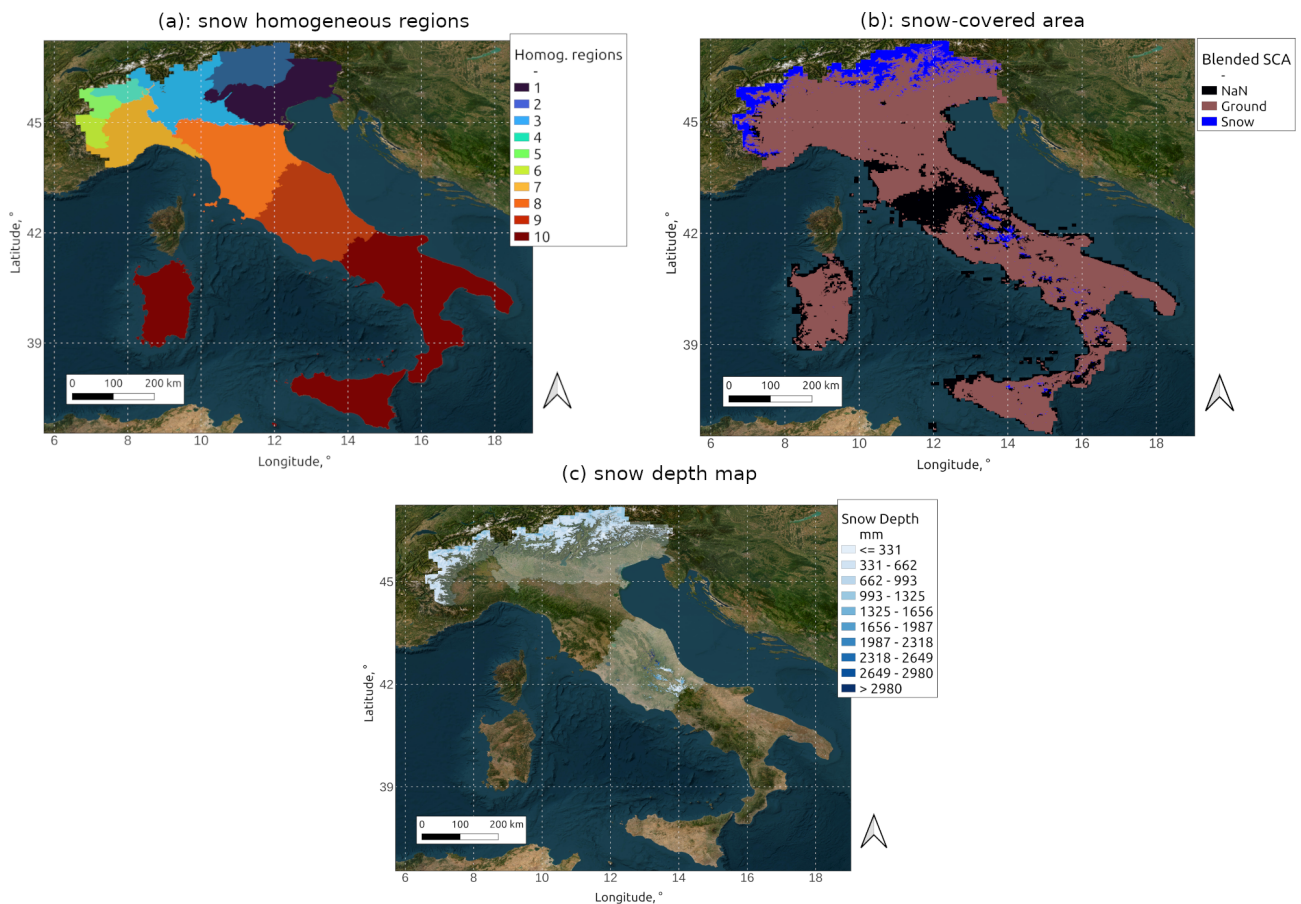 (a): snow homogeneous regions
Homog. regions
-
1
2
3
4
5
6
7
8
9
10
45
42
39
Latitude, °
0 100 200 km
6 8 10 12 14 16 18
Longitude, °
(b): snow-covered area
Blended SCA
-
NaN
Ground
Snow
45
42
39
Latitude, °
0 100 200 km
6 8 10 12 14 16 18
Longitude, °
(c) snow depth map
Snow Depth
mm
<= 331
331 - 662
662 - 993
993 - 1325
1325 - 1656
1656 - 1987
1987 - 2318
2318 - 2649
2649 - 2980
> 2980
45
42
39
Latitude, °
0 100 200 km
6 8 10 12 14 16 18
Longitude, °